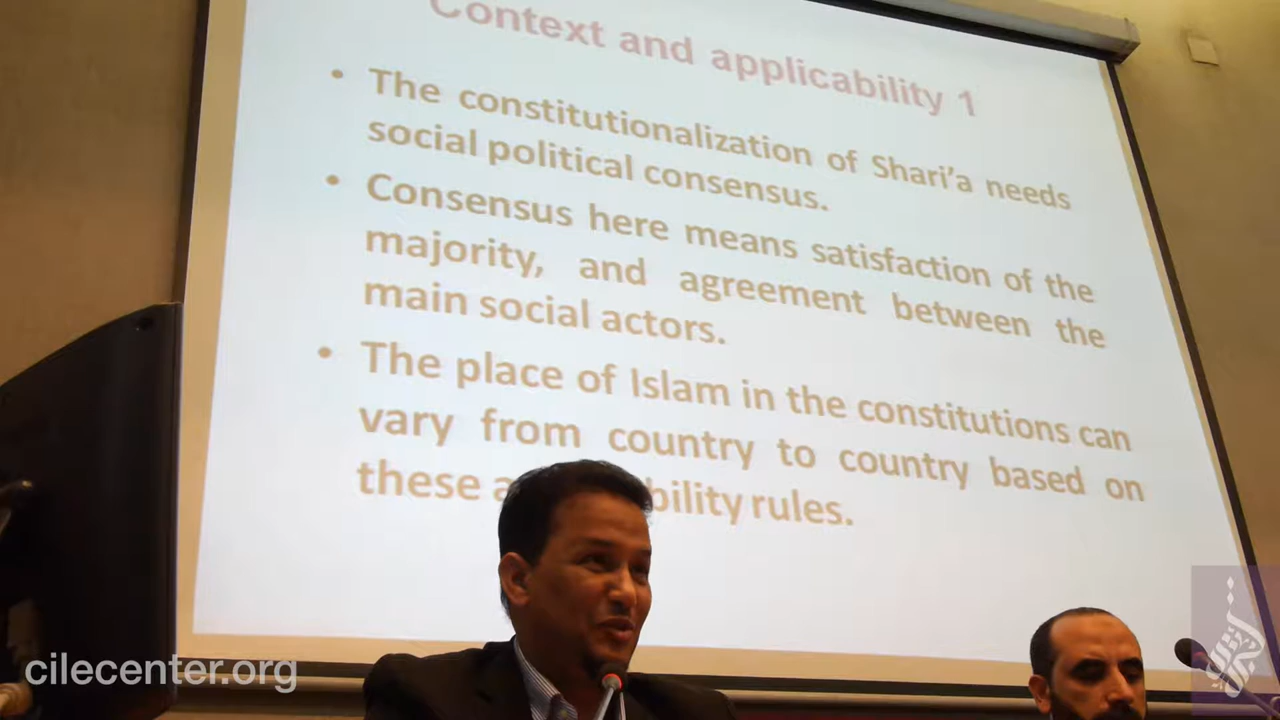 Context and applicability 1
• The constitutionalization of Shari'a needs
social political consensus.
• Consensus here means satisfaction of the
majority, and agreement between the
main social actors.
• The place of Islam in the constitutions can
vary from country to country based on
these a bility rules.
cilecenter.org